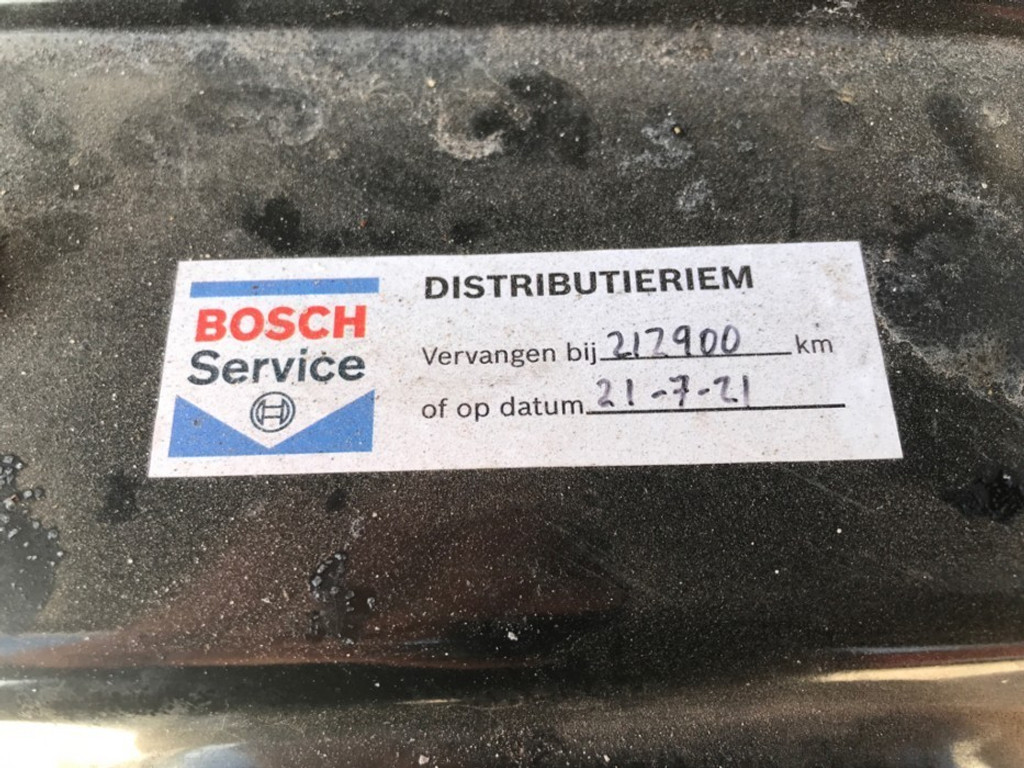 BOSCH
Service
DISTRIBUTIERIEM
Vervangen bij 217900 km
of op datum 21-7-21